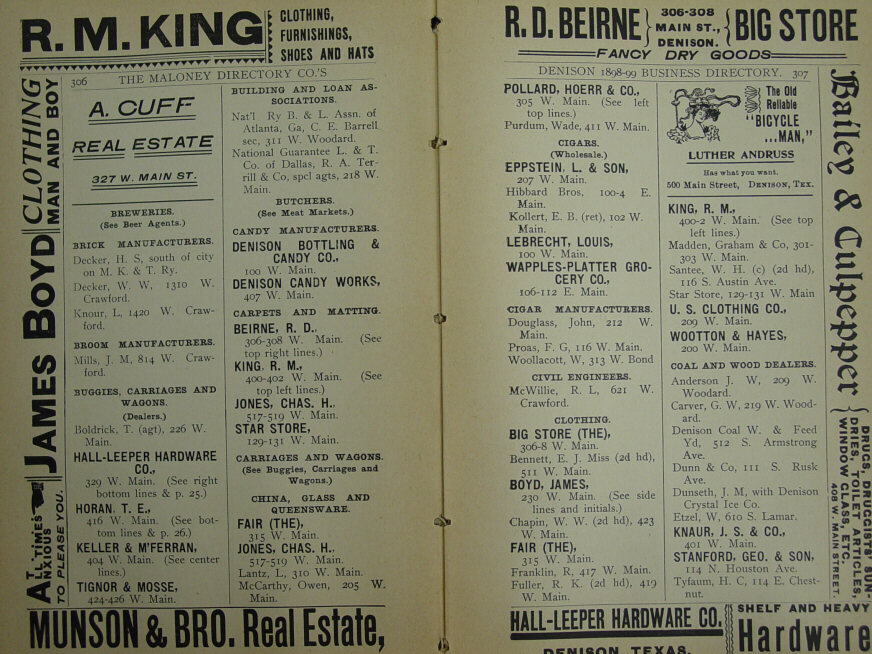 R. M. KING
CLOTHING,
FURNISHINGS,
SHOES AND HATS
CLOTHING
MAN AND BOY
JAMES BOYD
ALL TIMES
ANXIOUS
TO PLEASE YOU.
306 THE MALONEY DIRECTORY CO.'S
A. CUFF
REAL ESTATE
327 W. MAIN ST.
BREWERIES.
(See Beer Agents.)
BRICK MANUFACTURERS.
Decker, H. S, south of city
on M. K. & T. Ry.
Decker, W. W, 1310 W.
Crawford.
Knour, L, 1420 W. Craw-
ford.
BROOM MANUFACTURERS.
Mills, J. M, 814 W. Craw-
ford.
BUGGIES, CARRIAGES AND
WAGONS.
(Dealers.)
Boldrick, T. (agt), 226 W.
Main.
HALL-LEEPER HARDWARE
CO.,
329 W. Main. (See right
bottom lines & p. 25.)
HORAN, T. E.,
416 W. Main. (See bot-
tom lines & p. 26.)
KELLER & M'FERRAN,
404 W. Main. (See center
lines.)
TIGNOR & MOSSE,
424-426 W. Main.
BUILDING AND LOAN AS-
SOCIATIONS.
Nat'l Ry B. & L. Assn. of
Atlanta, Ga, C. E. Barrell
sec, 311 W. Woodard.
National Guarantee L. & T.
Co. of Dallas, R. A. Ter-
rill & Co, spcl agts, 218 W.
Main.
BUTCHERS.
(See Meat Markets.)
CANDY MANUFACTURERS.
DENISON BOTTLING &
CANDY CO.,
100 W. Main.
DENISON CANDY WORKS,
407 W. Main.
CARPETS AND MATTING.
BEIRNE, R. D.,
306-308 W. Main. (See
top right lines.)
KING, R. M.,
400-402 W. Main. (See
top left lines.)
JONES, CHAS. H.,
517-519 W. Main.
STAR STORE,
129-131 W. Main.
CARRIAGES AND WAGONS.
(See Buggies, Carriages and
Wagons.)
CHINA, GLASS AND
QUEENSWARE.
FAIR (THE),
315 W. Main.
JONES, CHAS. H.,
517-519 W. Main.
Lantz, L, 310 W. Main.
McCarthy, Owen, 205 W.
Main.
MUNSON & BRO. Real Estate,
R. D. BEIRNE
306-308
MAIN ST.,
DENISON.
BIG STORE
FANCY DRY GOODS
DENISON 1898-99 BUSINESS DIRECTORY. 307
POLLARD, HOERR & CO.,
305 W. Main. (See left
top lines.)
Purdum, Wade, 411 W. Main.
CIGARS.
(Wholesale.)
EPPSTEIN, L. & SON,
207 W. Main.
Hibbard Bros, 100-4 E.
Main.
Kollert, E. B. (ret), 102 W.
Main.
LEBRECHT, LOUIS,
100 W. Main.
WAPPLES-PLATTER GRO-
CERY CO.,
106-112 E. Main.
CIGAR MANUFACTURERS.
Douglass, John, 212 W.
Main.
Proas, F. G, 116 W. Main.
Woollacott, W, 313 W. Bond
CIVIL ENGINEERS.
McWillie, R. L, 621 W.
Crawford.
CLOTHING.
BIG STORE (THE),
306-8 W. Main.
Bennett, E. J. Miss (2d hd),
511 W. Main.
BOYD, JAMES,
230 W. Main. (See side
lines and initials.)
Chapin, W. W. (2d hd), 423
W. Main.
FAIR (THE),
315 W. Main.
Franklin, R, 417 W. Main.
Fuller, R. K. (2d hd), 419
W. Main.
The Old
Reliable
"BICYCLE
...MAN,"
LUTHER ANDRUSS
Has what you want.
500 Main Street, DENISON, TEX.
KING, R. M.,
400-2 W. Main. (See top
left lines.)
Madden, Graham & Co, 301-
303 W. Main.
Santee, W. H. (c) (2d hd),
116 S. Austin Ave.
Star Store, 129-131 W. Main
U. S. CLOTHING CO.,
209 W. Main.
WOOTTON & HAYES,
200 W. Main.
COAL AND WOOD DEALERS.
Anderson J. W, 209 W.
Woodard.
Carver, G. W, 219 W. Wood-
ard.
Denison Coal W. & Feed
Yd, 512 S. Armstrong
Ave.
Dunn & Co, 111 S. Rusk
Ave.
Dunseth, J. M, with Denison
Crystal Ice Co.
Etzel, W, 610 S. Lamar.
KNAUR, J. S. & CO.,
401 W. Main.
STANFORD, GEO. & SON,
114 N. Houston Ave.
Tyfaum, H. C, 114 E. Chest-
nut.
Bailey & Culpepper
DRUGS, DRUGGISTS' SUN-
DRIES, TOILET ARTICLES,
WINDOW GLASS, ETC.
408 W. MAIN STREET.
HALL-LEEPER HARDWARE CO.
DENISON, TEXAS.
SHELF AND HEAVY
Hardware